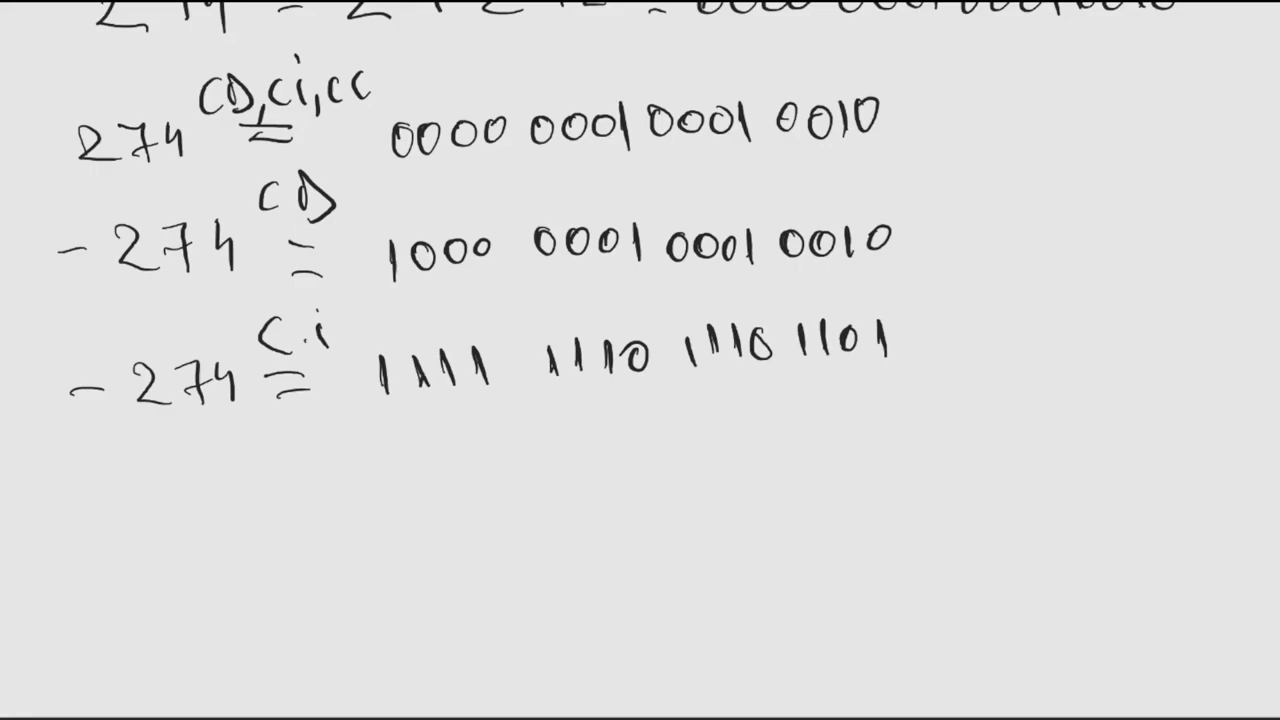 274 CD,Ci,CC = 0000 0001 0001 0010
- 274 CD = 1000 0001 0001 0010
- 274 C.i = 1111 1110 1110 1101